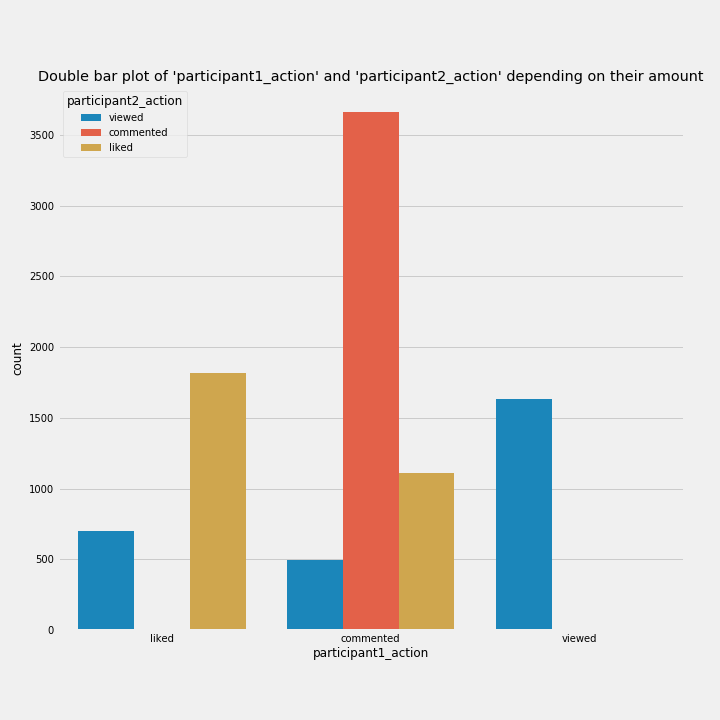 Double bar plot of 'participant1_action' and 'participant2_action' depending on their amount
participant2_action
viewed
commented
liked
3500
3000
2500
2000
1500
1000
500
0
count
liked
commented
viewed
participant1_action